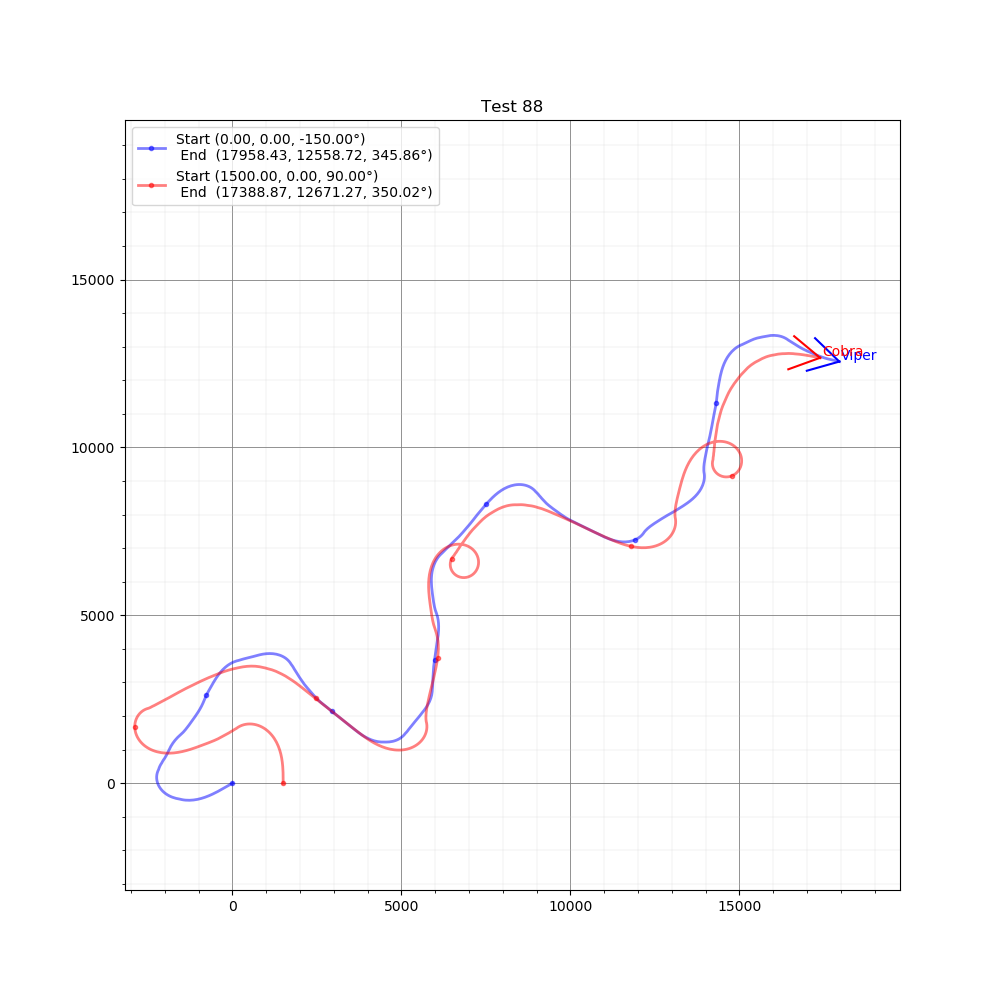 Test 88
Start (0.00, 0.00, -150.00°)
End (17958.43, 12558.72, 345.86°)
Start (1500.00, 0.00, 90.00°)
End (17388.87, 12671.27, 350.02°)
15000
10000
5000
0
Cobra
Viper
0 5000 10000 15000